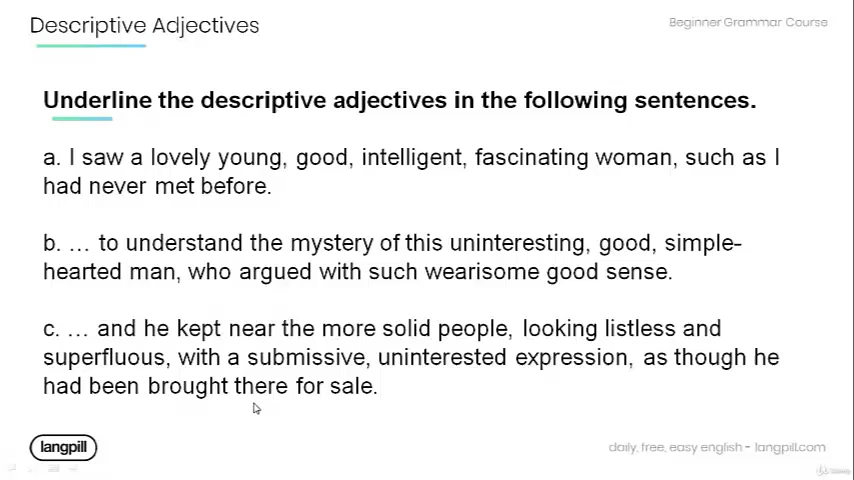 Descriptive Adjectives
Beginner Grammar Course
Underline the descriptive adjectives in the following sentences.
a. I saw a lovely young, good, intelligent, fascinating woman, such as I
had never met before.
b. … to understand the mystery of this uninteresting, good, simple-
hearted man, who argued with such wearisome good sense.
c. … and he kept near the more solid people, looking listless and
superfluous, with a submissive, uninterested expression, as though he
had been brought there for sale.
langpill
daily, free, easy english - langpill.com